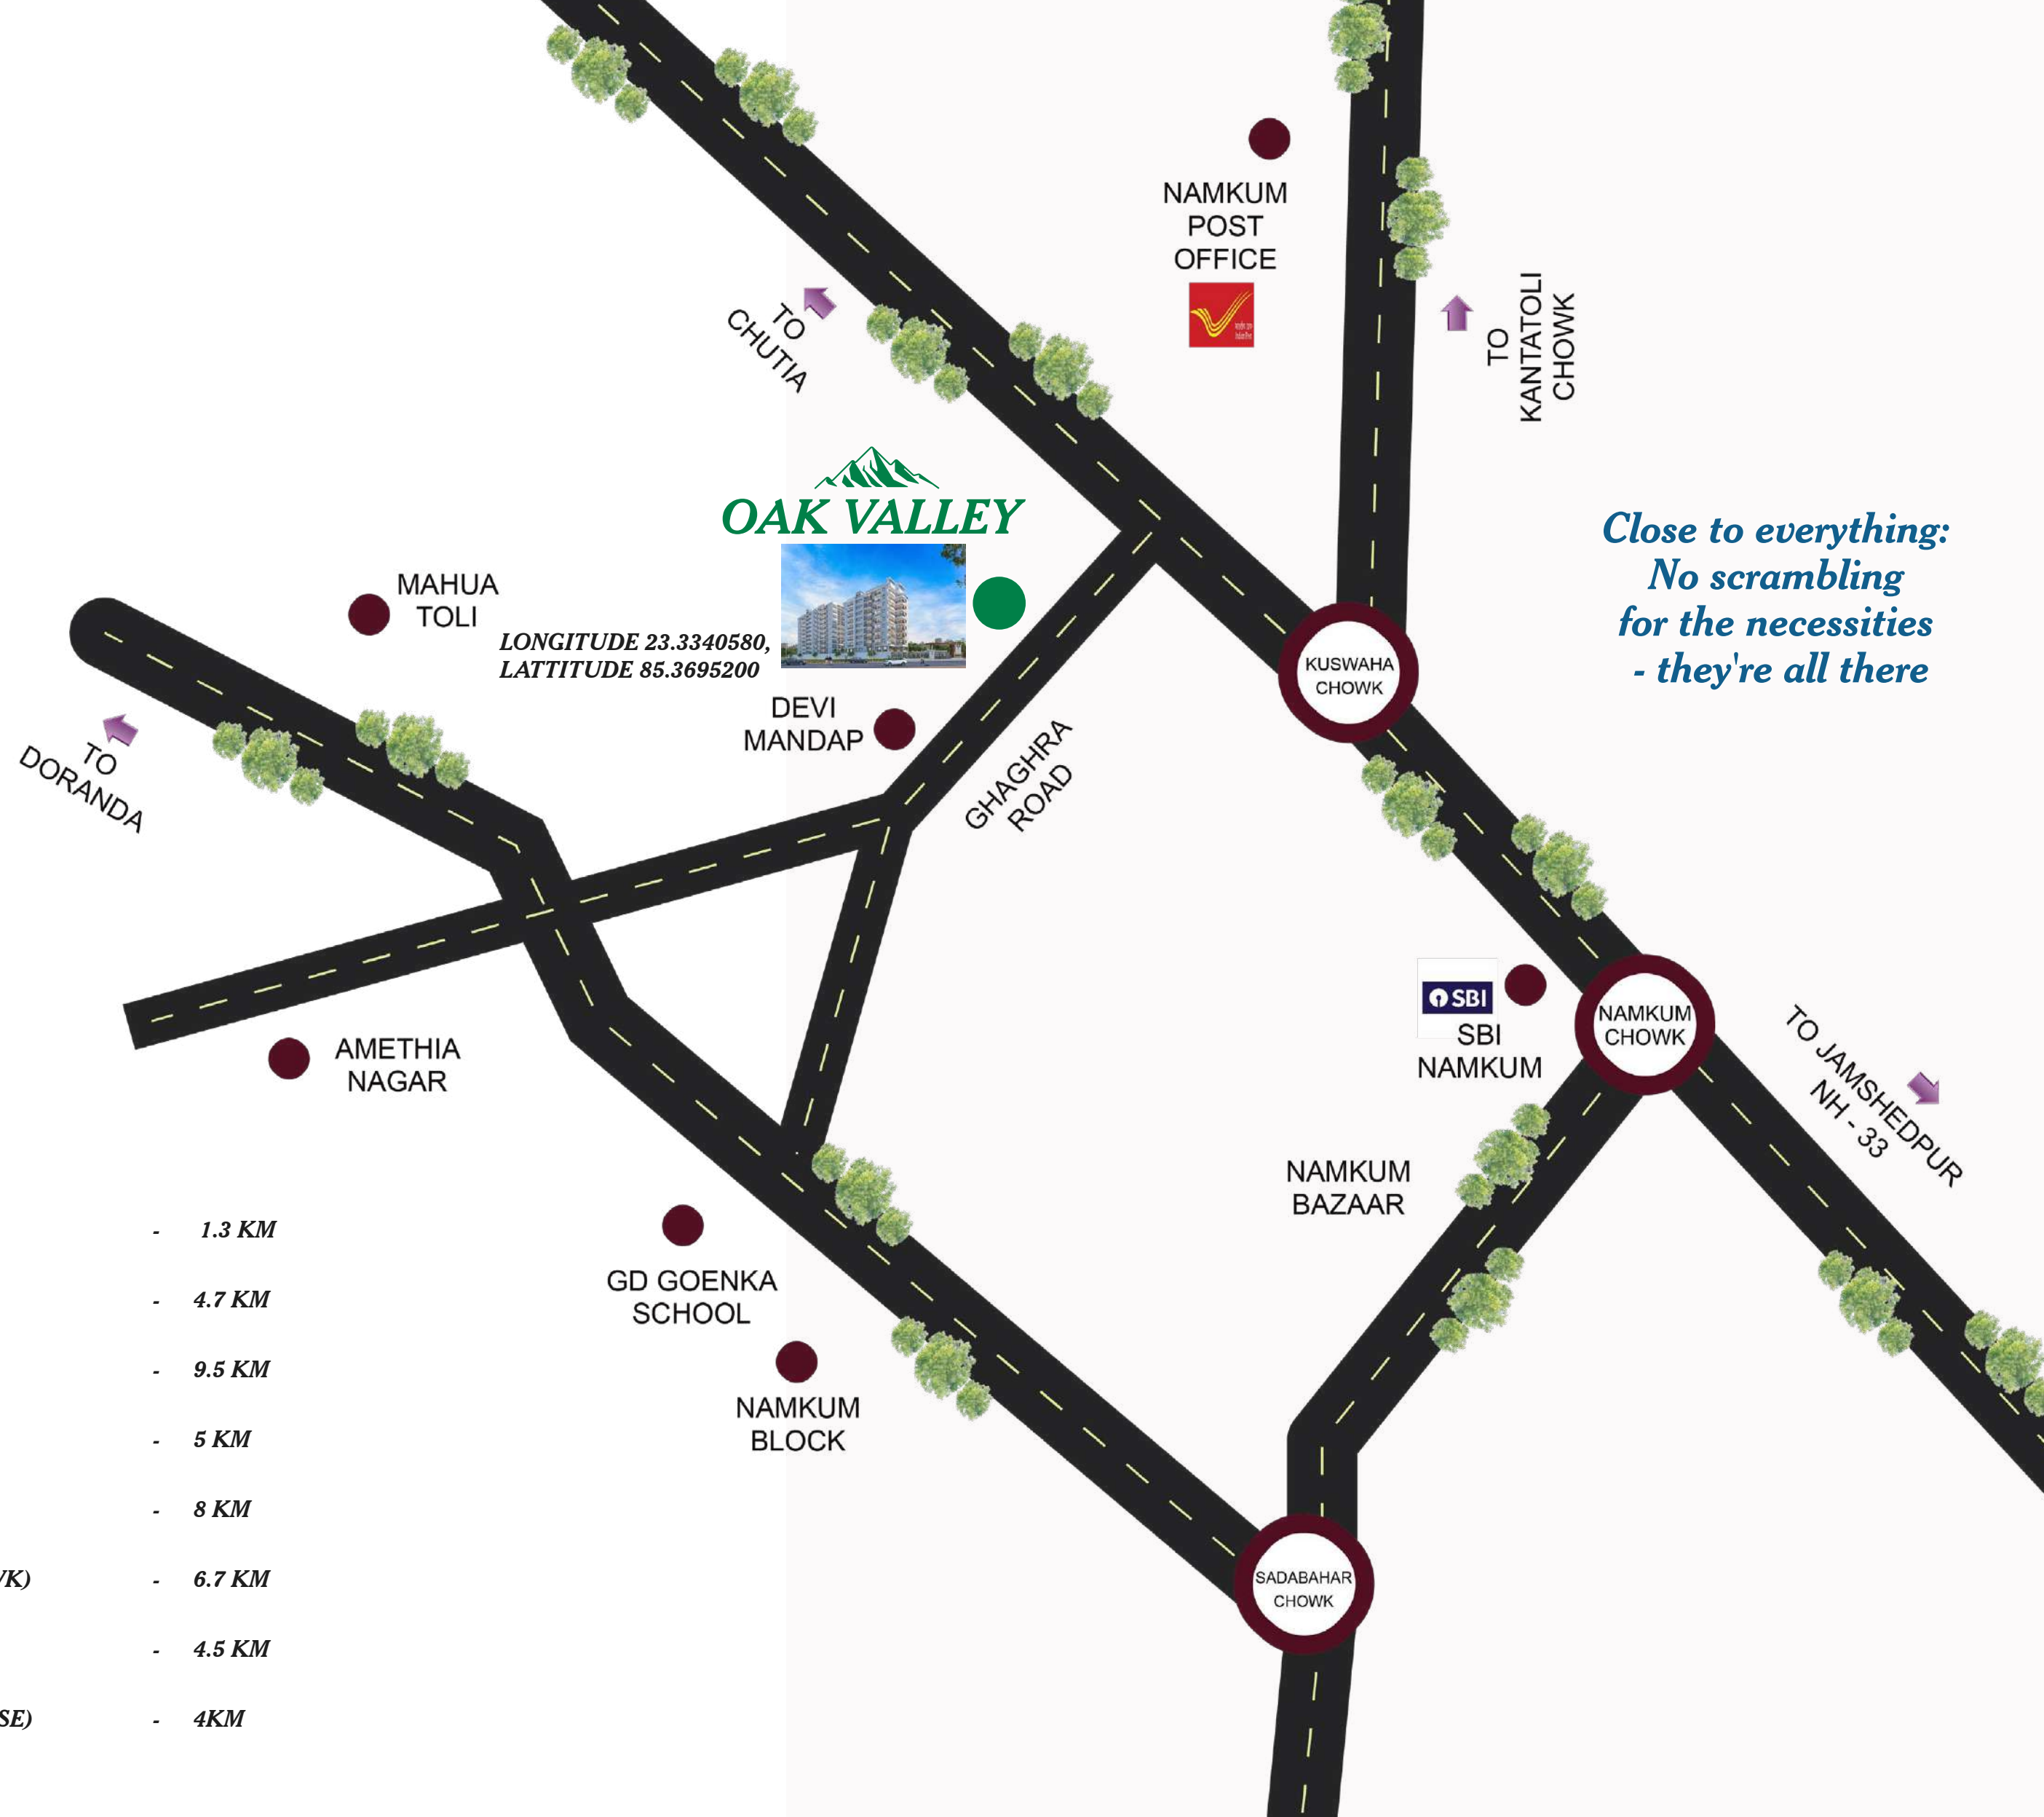 NAMKUM
POST
OFFICE
TO
KANTATOLI
CHOWK
TO
CHUTIA
OAK VALLEY
LONGITUDE 23.3340580,
LATTITUDE 85.3695200
Close to everything:
No scrambling
for the necessities
- they're all there
MAHUA
TOLI
KUSWAHA
CHOWK
DEVI
MANDAP
TO
DORANDA
GHAGHRA
ROAD
SBI
SBI
NAMKUM
NAMKUM
CHOWK
TO JAMSHEDPUR
NH - 33
AMETHIA
NAGAR
NAMKUM
BAZAAR
GD GOENKA
SCHOOL
NAMKUM
BLOCK
SADABAHAR
CHOWK
- 1.3 KM
- 4.7 KM
- 9.5 KM
- 5 KM
- 8 KM
K) - 6.7 KM
- 4.5 KM
SE) - 4KM